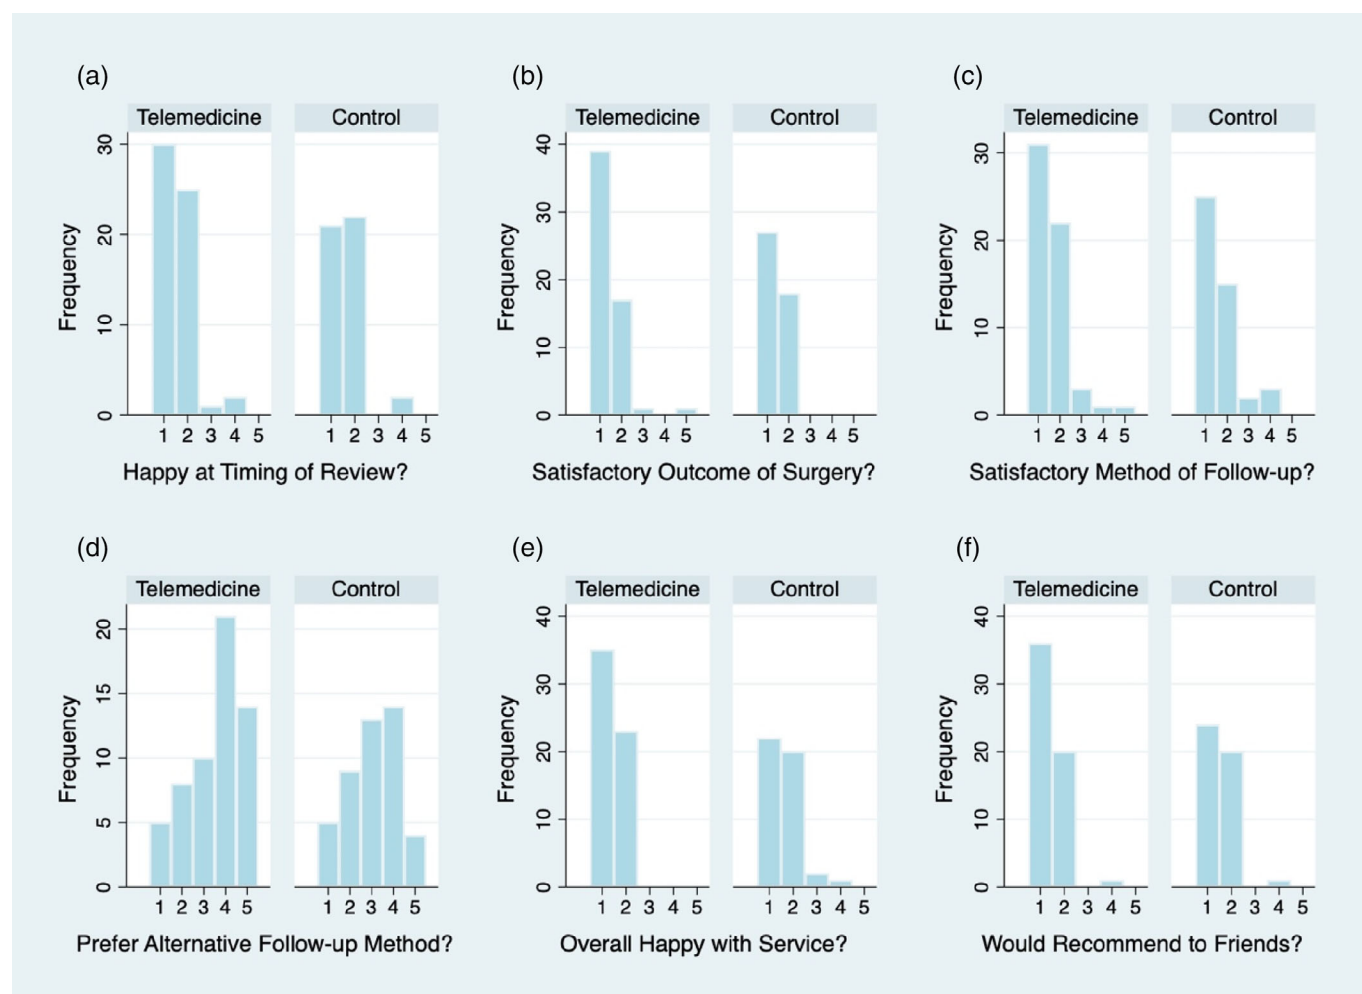 (a) (b) (c)
Telemedicine Control Telemedicine Control Telemedicine Control
Frequency
0 10 20 30
1 2 3 4 5 1 2 3 4 5
Happy at Timing of Review?
Frequency
0 10 20 30 40
1 2 3 4 5 1 2 3 4 5
Satisfactory Outcome of Surgery?
Frequency
0 10 20 30
1 2 3 4 5 1 2 3 4 5
Satisfactory Method of Follow-up?
(d) (e) (f)
Telemedicine Control Telemedicine Control Telemedicine Control
Frequency
0 5 10 15 20
1 2 3 4 5 1 2 3 4 5
Prefer Alternative Follow-up Method?
Frequency
0 10 20 30 40
1 2 3 4 5 1 2 3 4 5
Overall Happy with Service?
Frequency
0 10 20 30 40
1 2 3 4 5 1 2 3 4 5
Would Recommend to Friends?